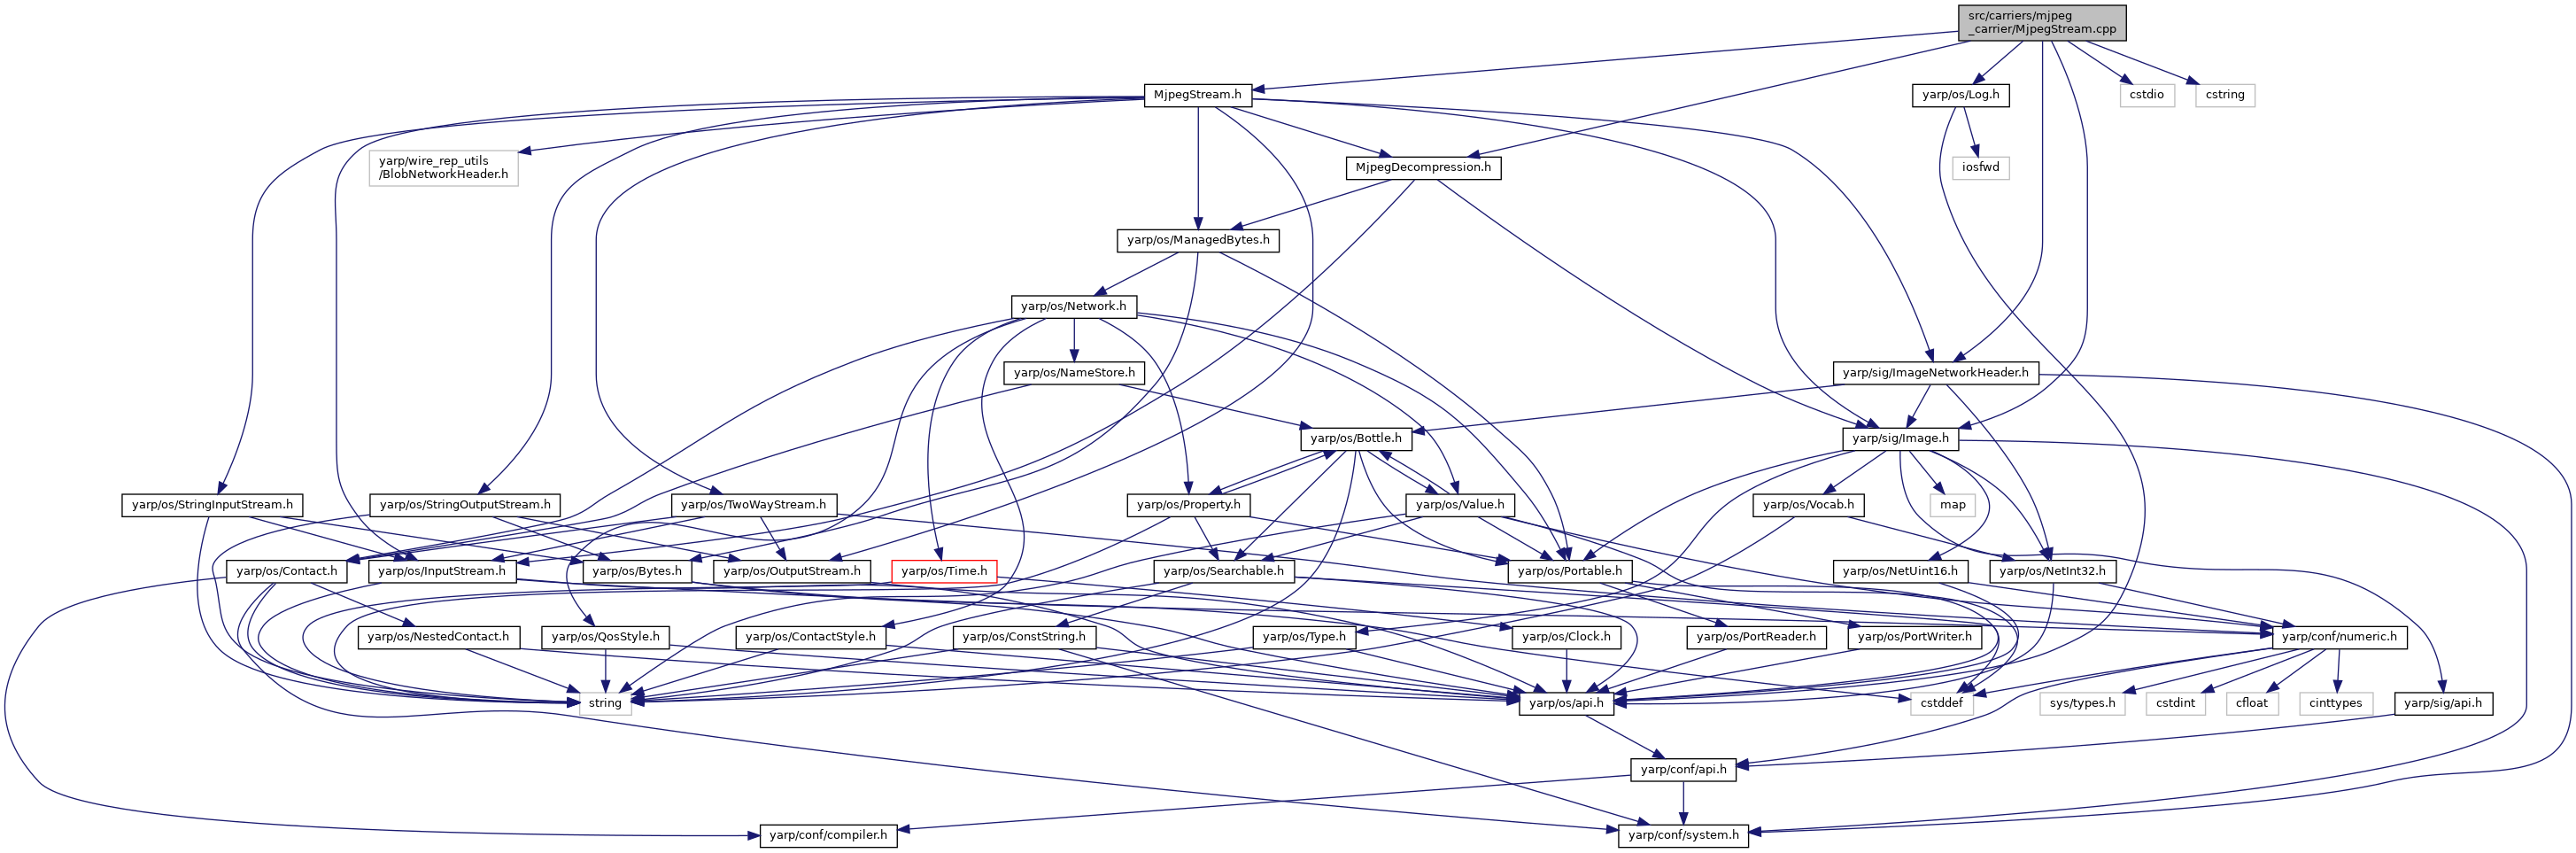 src/carriers/mjpeg
_carrier/MjpegStream.cpp
MjpegStream.h
yarp/os/Log.h
cstdio
cstring
yarp/wire_rep_utils
/BlobNetworkHeader.h
MjpegDecompression.h
iosfwd
yarp/os/ManagedBytes.h
yarp/os/Network.h
yarp/os/NameStore.h
yarp/sig/ImageNetworkHeader.h
yarp/os/Bottle.h
yarp/sig/Image.h
yarp/os/StringInputStream.h
yarp/os/StringOutputStream.h
yarp/os/TwoWayStream.h
yarp/os/Property.h
yarp/os/Value.h
yarp/os/Vocab.h
map
yarp/os/Contact.h
yarp/os/InputStream.h
yarp/os/Bytes.h
yarp/os/OutputStream.h
yarp/os/Time.h
yarp/os/Searchable.h
yarp/os/Portable.h
yarp/os/NetUint16.h
yarp/os/NetInt32.h
yarp/os/NestedContact.h
yarp/os/QosStyle.h
yarp/os/ContactStyle.h
yarp/os/ConstString.h
yarp/os/Type.h
yarp/os/Clock.h
yarp/os/PortReader.h
yarp/os/PortWriter.h
yarp/conf/numeric.h
string
yarp/os/api.h
cstddef
sys/types.h
cstdint
cfloat
cinttypes
yarp/sig/api.h
yarp/conf/api.h
yarp/conf/compiler.h
yarp/conf/system.h